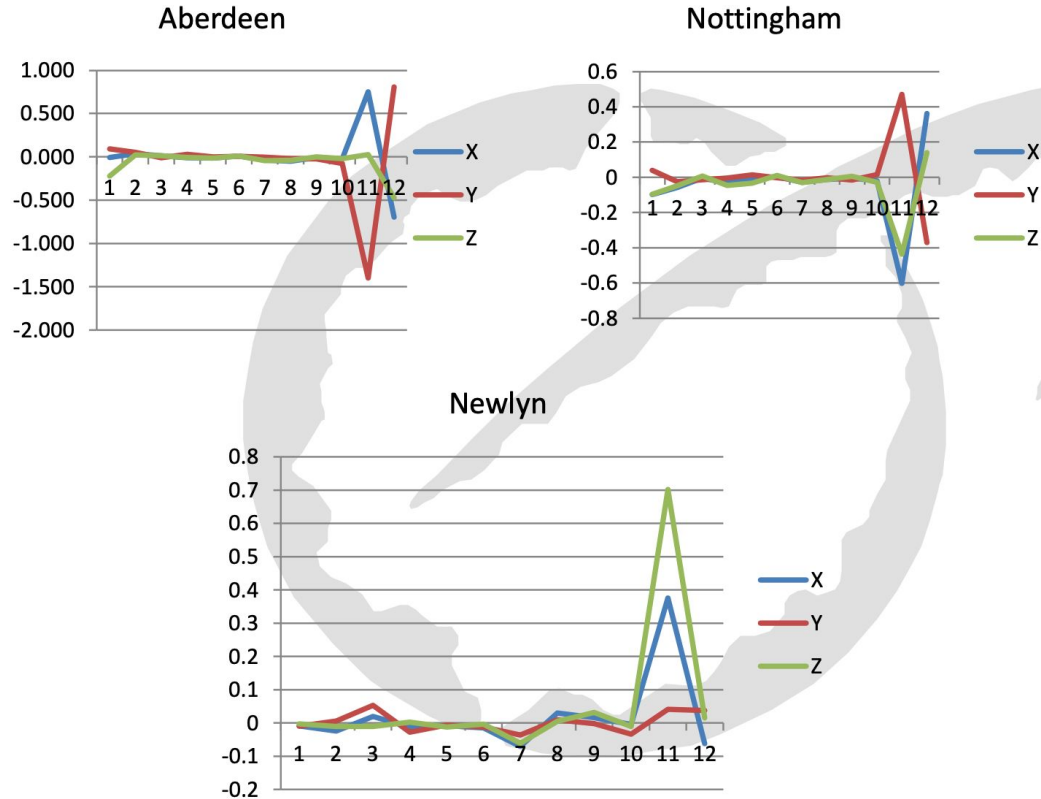 Aberdeen
1.000
0.500
0.000
-0.500
-1.000
-1.500
-2.000
1 2 3 4 5 6 7 8 9 10 11 12
X
Y
Z
Nottingham
0.6
0.4
0.2
0
-0.2
-0.4
-0.6
-0.8
1 2 3 4 5 6 7 8 9 10 11 12
X
Y
Z
Newlyn
0.8
0.7
0.6
0.5
0.4
0.3
0.2
0.1
0
-0.1
-0.2
1 2 3 4 5 6 7 8 9 10 11 12
X
Y
Z